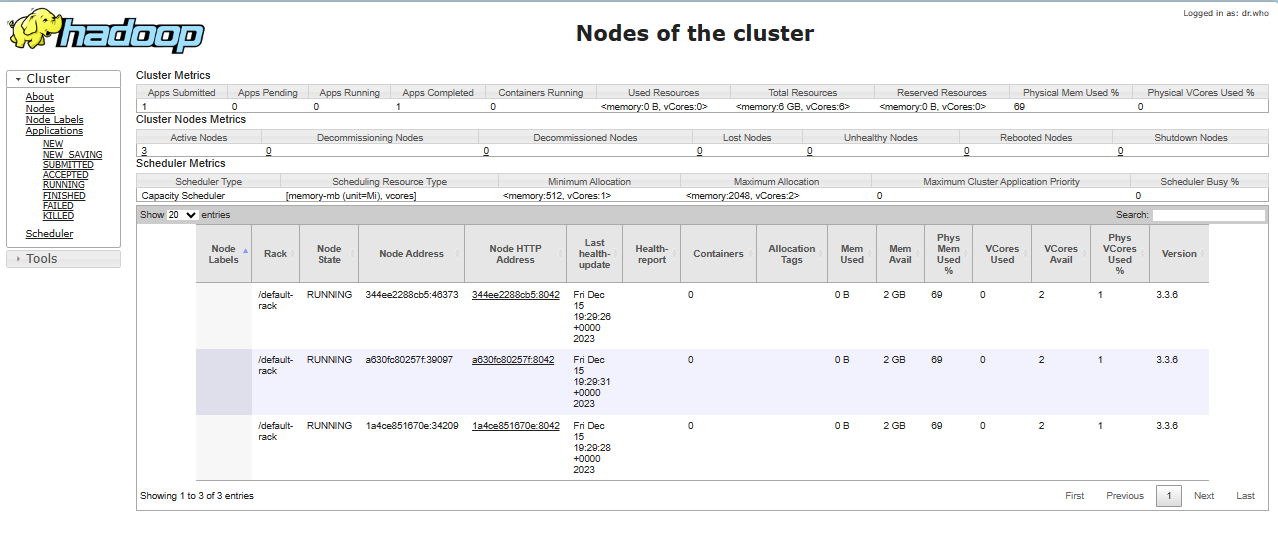 hadoop
Nodes of the cluster
Logged in as: dr.who
Cluster
About
Nodes
Node Labels
Applications
NEW
NEW_SAVING
SUBMITTED
ACCEPTED
RUNNING
FINISHED
FAILED
KILLED
Scheduler
Tools
Cluster Metrics
Apps Submitted Apps Pending Apps Running Apps Completed Containers Running Used Resources Total Resources Reserved Resources Physical Mem Used % Physical VCores Used %
1 0 0 1 0 <memory:0 B, vCores:0> <memory:6 GB, vCores:6> <memory:0 B, vCores:0> 69 0
Cluster Nodes Metrics
Active Nodes Decommissioning Nodes Decommissioned Nodes Lost Nodes Unhealthy Nodes Rebooted Nodes Shutdown Nodes
3 0 0 0 0 0 0
Scheduler Metrics
Scheduler Type Scheduling Resource Type Minimum Allocation Maximum Allocation Maximum Cluster Application Priority Scheduler Busy %
Capacity Scheduler [memory-mb (unit=Mi), vcores] <memory:512, vCores:1> <memory:2048, vCores:2> 0 0
Show 20 entries Search:
Node Labels Rack Node State Node Address Node HTTP Address Last health-update Health-report Containers Allocation Tags Mem Used Mem Avail Phys Mem Used % VCores Used VCores Avail Phys VCores Used % Version
/default-rack RUNNING 344ee2288cb5:46373 344ee2288cb5:8042 Fri Dec 15 19:29:26 +0000 2023 0 0 B 2 GB 69 0 2 1 3.3.6
/default-rack RUNNING a630fc80257f:39097 a630fc80257f:8042 Fri Dec 15 19:29:31 +0000 2023 0 0 B 2 GB 69 0 2 1 3.3.6
/default-rack RUNNING 1a4ce851670e:34209 1a4ce851670e:8042 Fri Dec 15 19:29:28 +0000 2023 0 0 B 2 GB 69 0 2 1 3.3.6
Showing 1 to 3 of 3 entries First Previous 1 Next Last